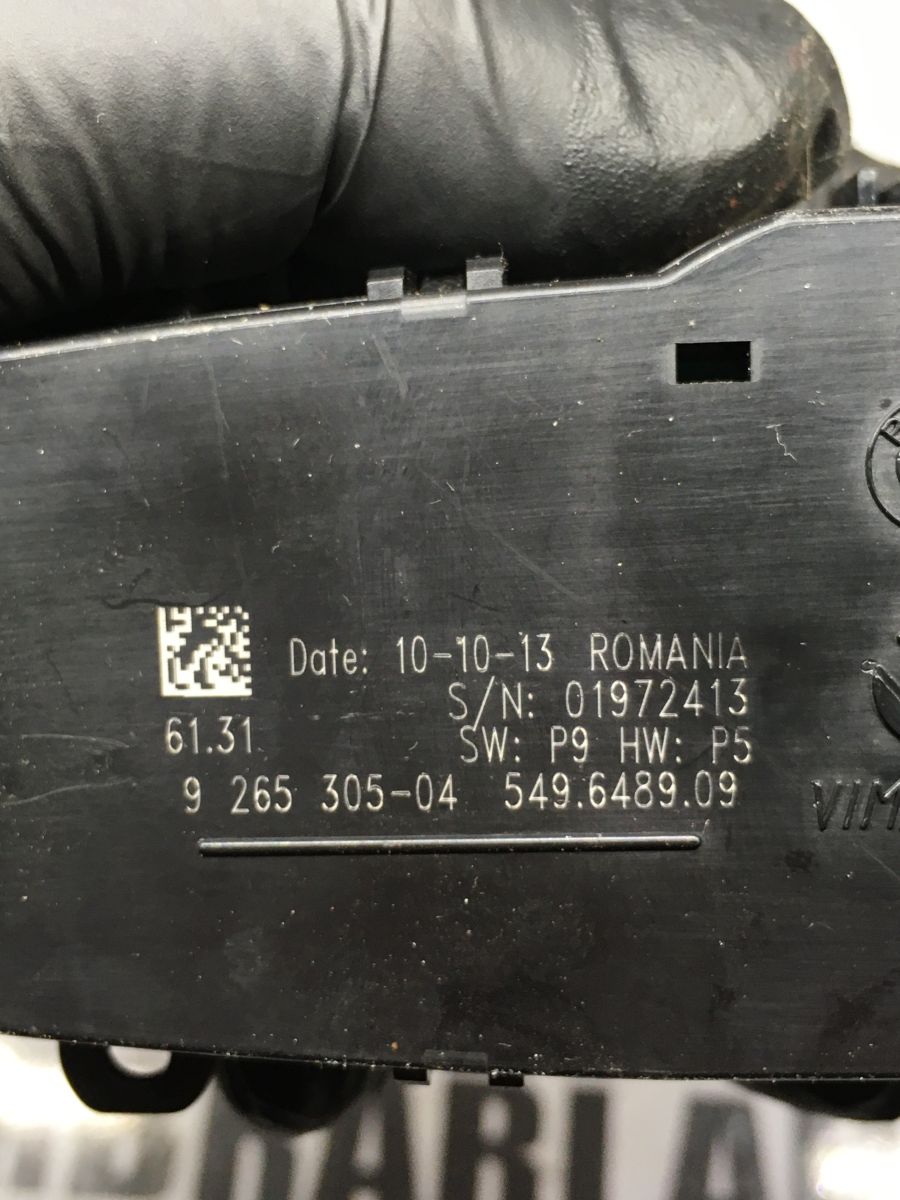 Date: 10-10-13 ROMANIA
S/N: 01972413
61.31 SW: P9 HW: P5
9 265 305-04 549.6489.09